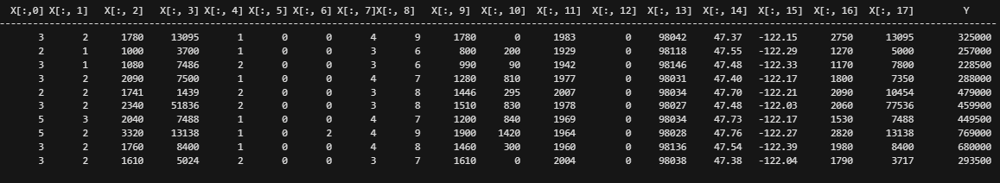 X[:,0] X[:, 1] X[:, 2] X[:, 3] X[:, 4] X[:, 5] X[:, 6] X[:, 7]X[:, 8] X[:, 9] X[:, 10] X[:, 11] X[:, 12] X[:, 13] X[:, 14] X[:, 15] X[:, 16] X[:, 17] Y
3 2 1780 13095 1 0 0 4 9 1780 0 1983 0 98042 47.37 -122.15 2750 13095 325000
2 1 1000 3700 1 0 0 3 6 800 200 1929 0 98118 47.55 -122.29 1270 5000 257000
3 1 1080 7486 2 0 0 3 6 990 90 1942 0 98146 47.48 -122.33 1170 7800 228500
3 2 2090 7500 1 0 0 4 7 1280 810 1977 0 98031 47.40 -122.17 1800 7350 288000
2 2 1741 1439 2 0 0 3 8 1446 295 2007 0 98034 47.70 -122.21 2090 10454 479000
3 2 2340 51836 2 0 0 3 8 1510 830 1978 0 98027 47.48 -122.03 2060 77536 459900
5 3 2040 7488 1 0 0 4 7 1200 840 1969 0 98034 47.73 -122.17 1530 7488 449500
5 2 3320 13138 1 0 2 4 9 1900 1420 1964 0 98028 47.76 -122.27 2820 13138 769000
3 2 1760 8400 1 0 0 4 8 1460 300 1960 0 98136 47.54 -122.39 1980 8400 680000
3 2 1610 5024 2 0 0 3 7 1610 0 2004 0 98038 47.38 -122.04 1790 3717 293500